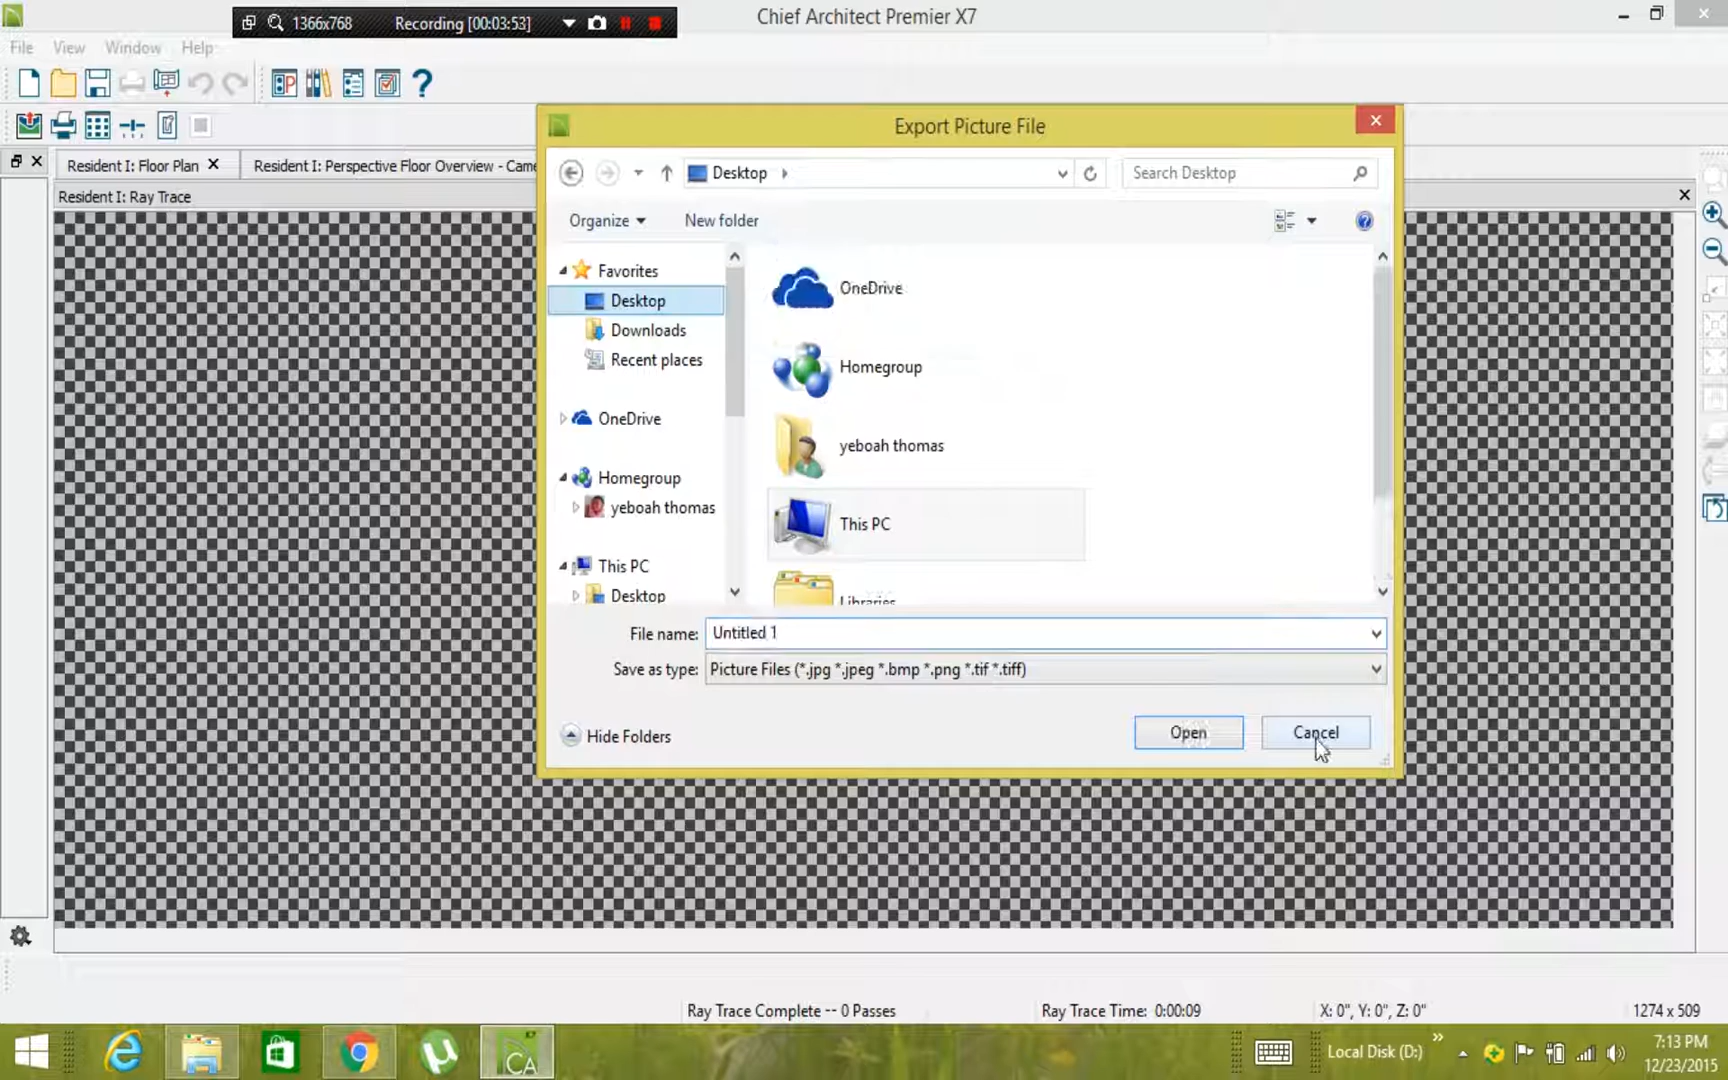 1366x768
Recording [00:03:53]
Chief Architect Premier X7
File View Window Help
Resident I: Floor Plan
Resident I: Perspective Floor Overview - Came
Resident I: Ray Trace
Export Picture File
Desktop
Search Desktop
Organize
New folder
Favorites
Desktop
Downloads
Recent places
OneDrive
Homegroup
yeboah thomas
This PC
Desktop
OneDrive
Homegroup
yeboah thomas
This PC
Libraries
File name: Untitled 1
Save as type: Picture Files (*.jpg *.jpeg *.bmp *.png *.tif *.tiff)
Hide Folders
Open
Cancel
Ray Trace Complete -- 0 Passes
Ray Trace Time: 0:00:09
X: 0", Y: 0", Z: 0"
1274 x 509
CA
Local Disk (D:)
7:13 PM
12/23/2015